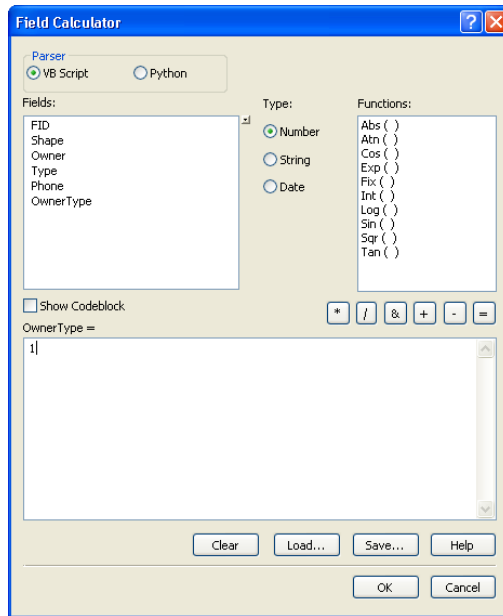 Field Calculator
Parser
VB Script Python
Fields: Type: Functions:
FID
Shape
Owner
Type
Phone
OwnerType
Number
String
Date
Abs ( )
Atn ( )
Cos ( )
Exp ( )
Fix ( )
Int ( )
Log ( )
Sin ( )
Sqr ( )
Tan ( )
Show Codeblock
* / & + - =
OwnerType =
1
Clear Load... Save... Help
OK Cancel